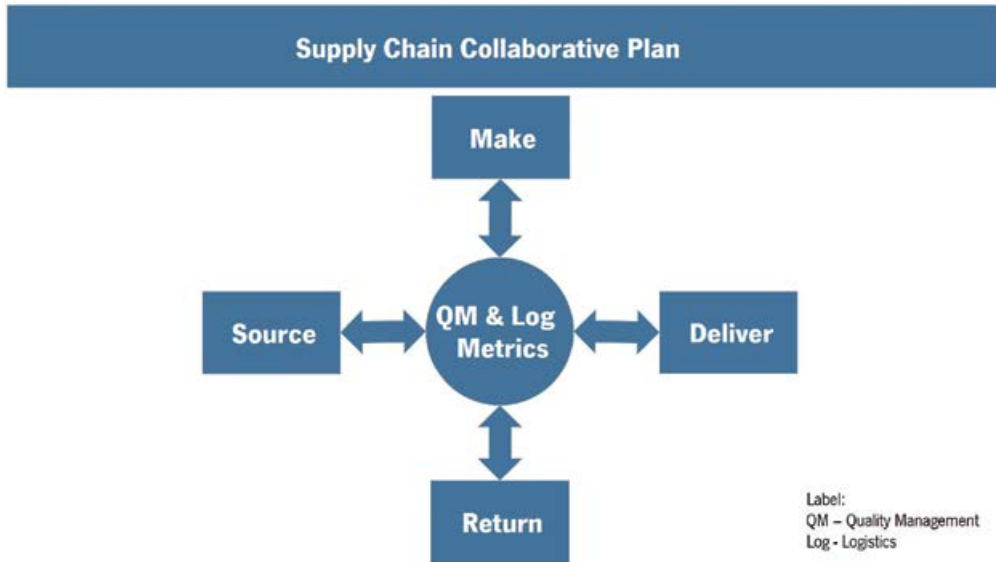 Supply Chain Collaborative Plan
Make
Source
QM & Log
Metrics
Deliver
Return
Label:
QM – Quality Management
Log - Logistics